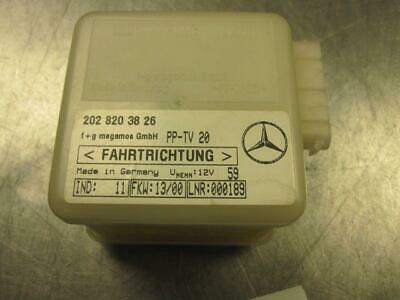 202 820 38 26
f+g megamos GmbH PP-TV 20
< FAHRTRICHTUNG >
Made in Germany UNENN:12V 59
IND: 11 FKW:13/00 LNR:000189